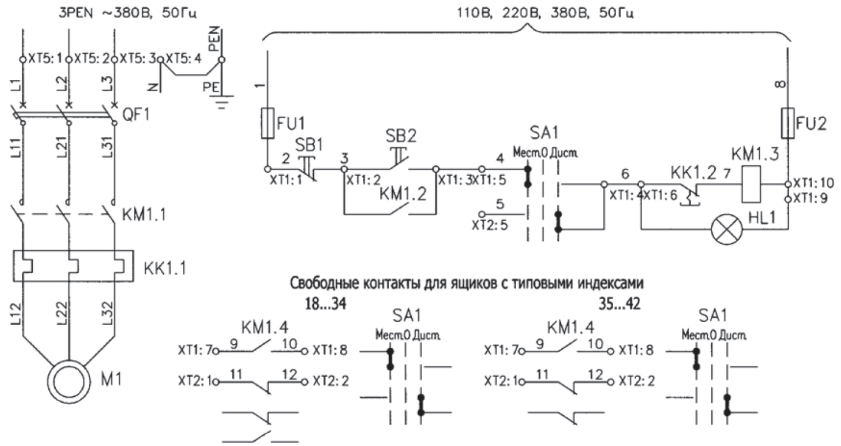 3PEN ~380В, 50Гц
110В, 220В, 380В, 50Гц
XT5: 1
XT5: 2
XT5: 3
XT5: 4
PEN
L1
L2
L3
N
PE
QF1
L11
L21
L31
KM1.1
KK1.1
L12
L22
L32
M1
1
8
FU1
FU2
SB1
SB2
SA1
Мест. О Дист.
KM1.3
KK1.2
2
3
4
5
6
7
XT1: 1
XT1: 2
KM1.2
XT1: 3
XT1: 5
XT2: 5
XT1: 4
XT1: 6
XT1: 10
XT1: 9
HL1
Свободные контакты для ящиков с типовыми индексами
18...34
35...42
KM1.4
SA1
Мест. О Дист.
XT1: 7
9
10
XT1: 8
XT2: 1
11
12
XT2: 2
KM1.4
SA1
Мест. О Дист.
XT1: 7
9
10
XT1: 8
XT2: 1
11
12
XT2: 2